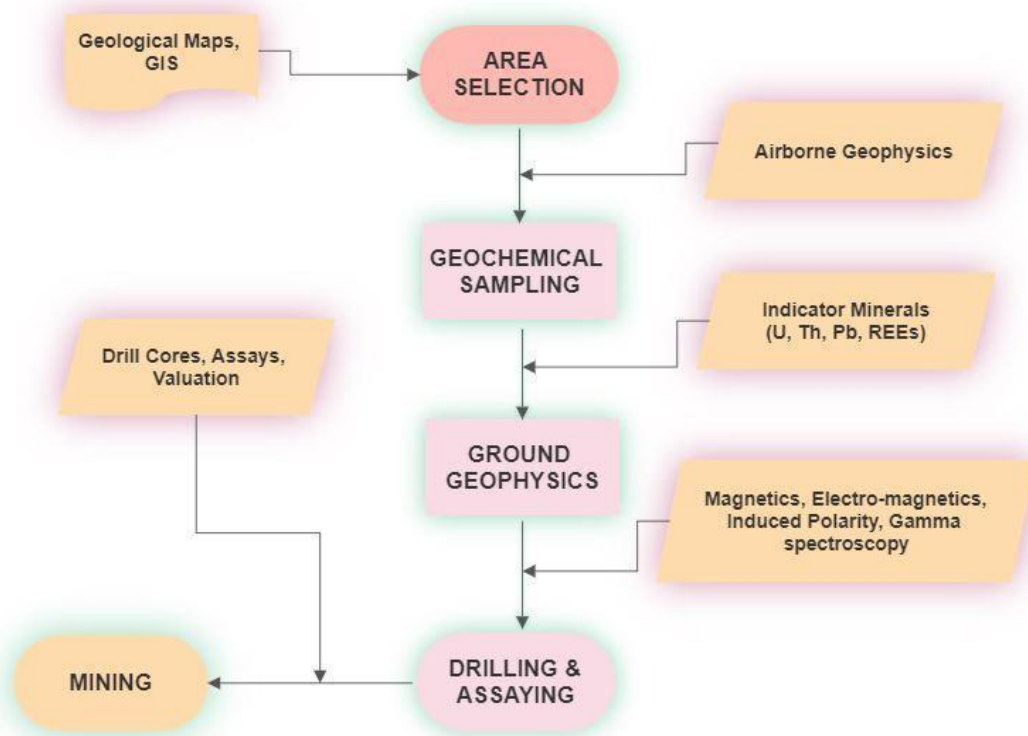 Geological Maps,
GIS
AREA
SELECTION
Airborne Geophysics
GEOCHEMICAL
SAMPLING
Indicator Minerals
(U, Th, Pb, REEs)
Drill Cores, Assays,
Valuation
GROUND
GEOPHYSICS
Magnetics, Electro-magnetics,
Induced Polarity, Gamma
spectroscopy
MINING
DRILLING &
ASSAYING